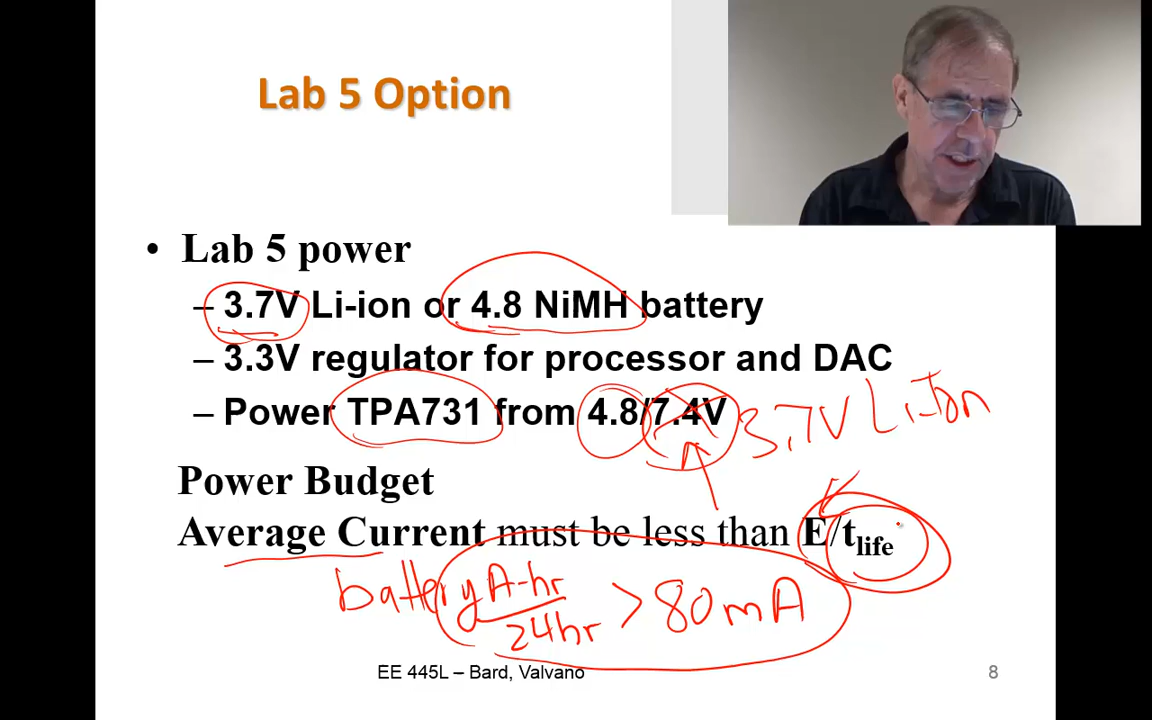 Lab 5 Option
• Lab 5 power
– 3.7V Li-ion or 4.8 NiMH battery
– 3.3V regulator for processor and DAC
– Power TPA731 from 4.8/7.4V 3.7V Li-Ion
Power Budget
Average Current must be less than E/tlife
battery A-hr / 24hr > 80mA
EE 445L – Bard, Valvano
8